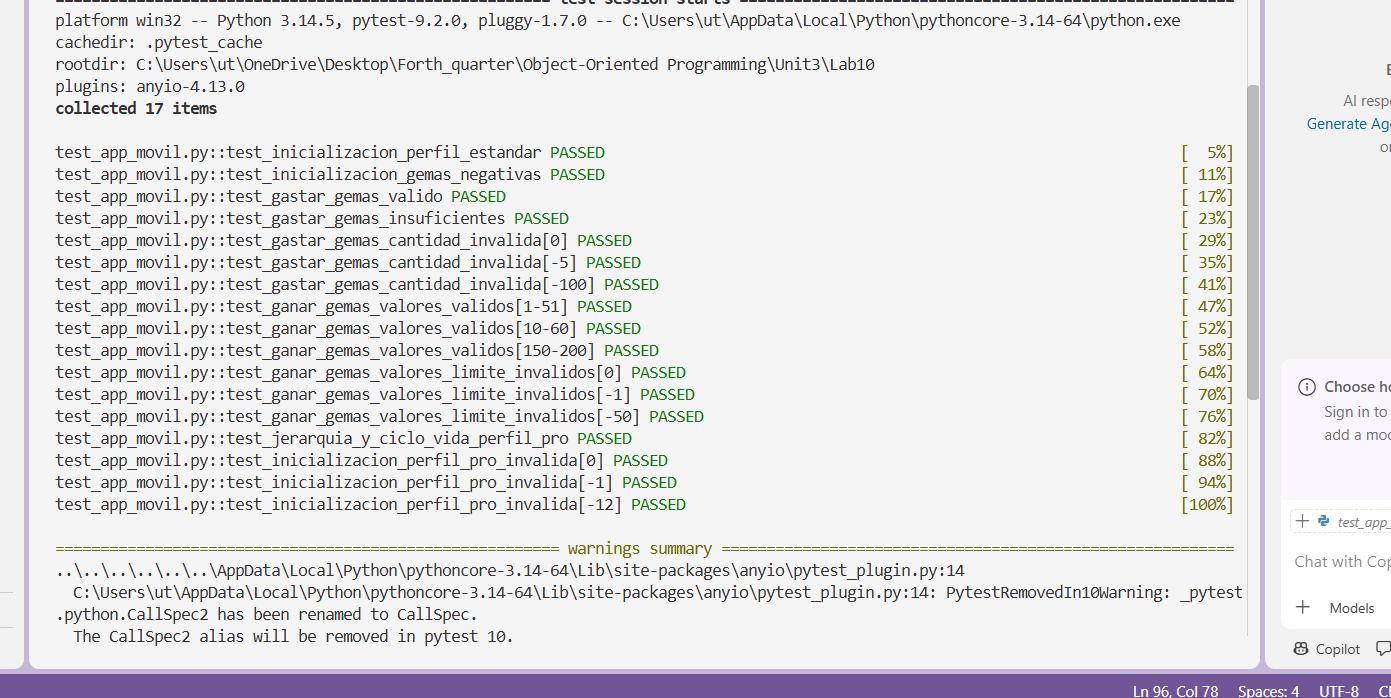 test session starts
platform win32 -- Python 3.14.5, pytest-9.2.0, pluggy-1.7.0 -- C:\Users\ut\AppData\Local\Python\pythoncore-3.14-64\python.exe
cachedir: .pytest_cache
rootdir: C:\Users\ut\OneDrive\Desktop\Forth_quarter\Object-Oriented Programming\Unit3\Lab10
plugins: anyio-4.13.0
collected 17 items
test_app_movil.py::test_inicializacion_perfil_estandar PASSED [  5%]
test_app_movil.py::test_inicializacion_gemas_negativas PASSED [ 11%]
test_app_movil.py::test_gastar_gemas_valido PASSED [ 17%]
test_app_movil.py::test_gastar_gemas_insuficientes PASSED [ 23%]
test_app_movil.py::test_gastar_gemas_cantidad_invalida[0] PASSED [ 29%]
test_app_movil.py::test_gastar_gemas_cantidad_invalida[-5] PASSED [ 35%]
test_app_movil.py::test_gastar_gemas_cantidad_invalida[-100] PASSED [ 41%]
test_app_movil.py::test_ganar_gemas_valores_validos[1-51] PASSED [ 47%]
test_app_movil.py::test_ganar_gemas_valores_validos[10-60] PASSED [ 52%]
test_app_movil.py::test_ganar_gemas_valores_validos[150-200] PASSED [ 58%]
test_app_movil.py::test_ganar_gemas_valores_limite_invalidos[0] PASSED [ 64%]
test_app_movil.py::test_ganar_gemas_valores_limite_invalidos[-1] PASSED [ 70%]
test_app_movil.py::test_ganar_gemas_valores_limite_invalidos[-50] PASSED [ 76%]
test_app_movil.py::test_jerarquia_y_ciclo_vida_perfil_pro PASSED [ 82%]
test_app_movil.py::test_inicializacion_perfil_pro_invalida[0] PASSED [ 88%]
test_app_movil.py::test_inicializacion_perfil_pro_invalida[-1] PASSED [ 94%]
test_app_movil.py::test_inicializacion_perfil_pro_invalida[-12] PASSED [100%]
warnings summary
..\..\..\..\..\..\AppData\Local\Python\pythoncore-3.14-64\Lib\site-packages\anyio\pytest_plugin.py:14
C:\Users\ut\AppData\Local\Python\pythoncore-3.14-64\Lib\site-packages\anyio\pytest_plugin.py:14: PytestRemovedIn10Warning: _pytest
.python.CallSpec2 has been renamed to CallSpec.
The CallSpec2 alias will be removed in pytest 10.
AI
Generate
Choose
Sign in to
add a
test_app_
Chat with
Models
Copilot
Ln 96, Col 78 Spaces: 4 UTF-8